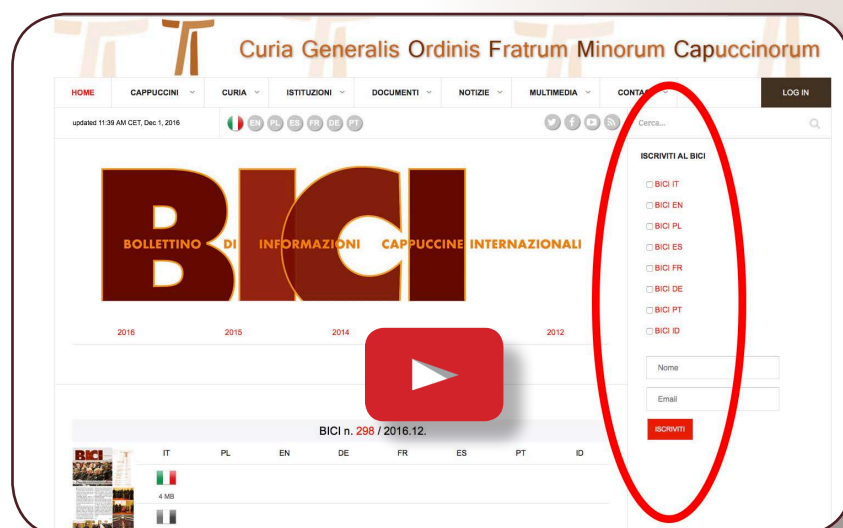 Curia Generalis Ordinis Fratrum Minorum Capuccinorum
HOME CAPPUCCINI CURIA ISTITUZIONI DOCUMENTI NOTIZIE MULTIMEDIA LOG IN
updated 11:39 AM CET, Dec 1, 2016 EN PL ES FR DE PT Cerca...
ISCRIVITI AL BICI
BICI IT
BICI EN
BICI PL
BICI ES
BICI FR
BICI DE
BICI PT
BICI ID
Nome
Email
ISCRIVITI
BICI
BOLLETTINO DI INFORMAZIONI CAPPUCCINE INTERNAZIONALI
2016 2015 2014 2012
BICI n. 298 / 2016.12.
BICI
IT PL EN DE FR ES PT ID
4 MB